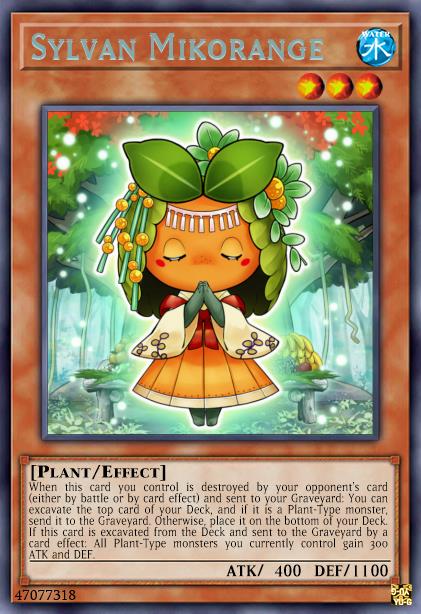 SYLVAN MIKORANGE
WATER
水
[PLANT/EFFECT]
When this card you control is destroyed by your opponent's card
(either by battle or by card effect) and sent to your Graveyard: You can
excavate the top card of your Deck, and if it is a Plant-Type monster,
send it to the Graveyard. Otherwise, place it on the bottom of your Deck.
If this card is excavated from the Deck and sent to the Graveyard by a
card effect: All Plant-Type monsters you currently control gain 300
ATK and DEF.
ATK/ 400 DEF/1100
47077318